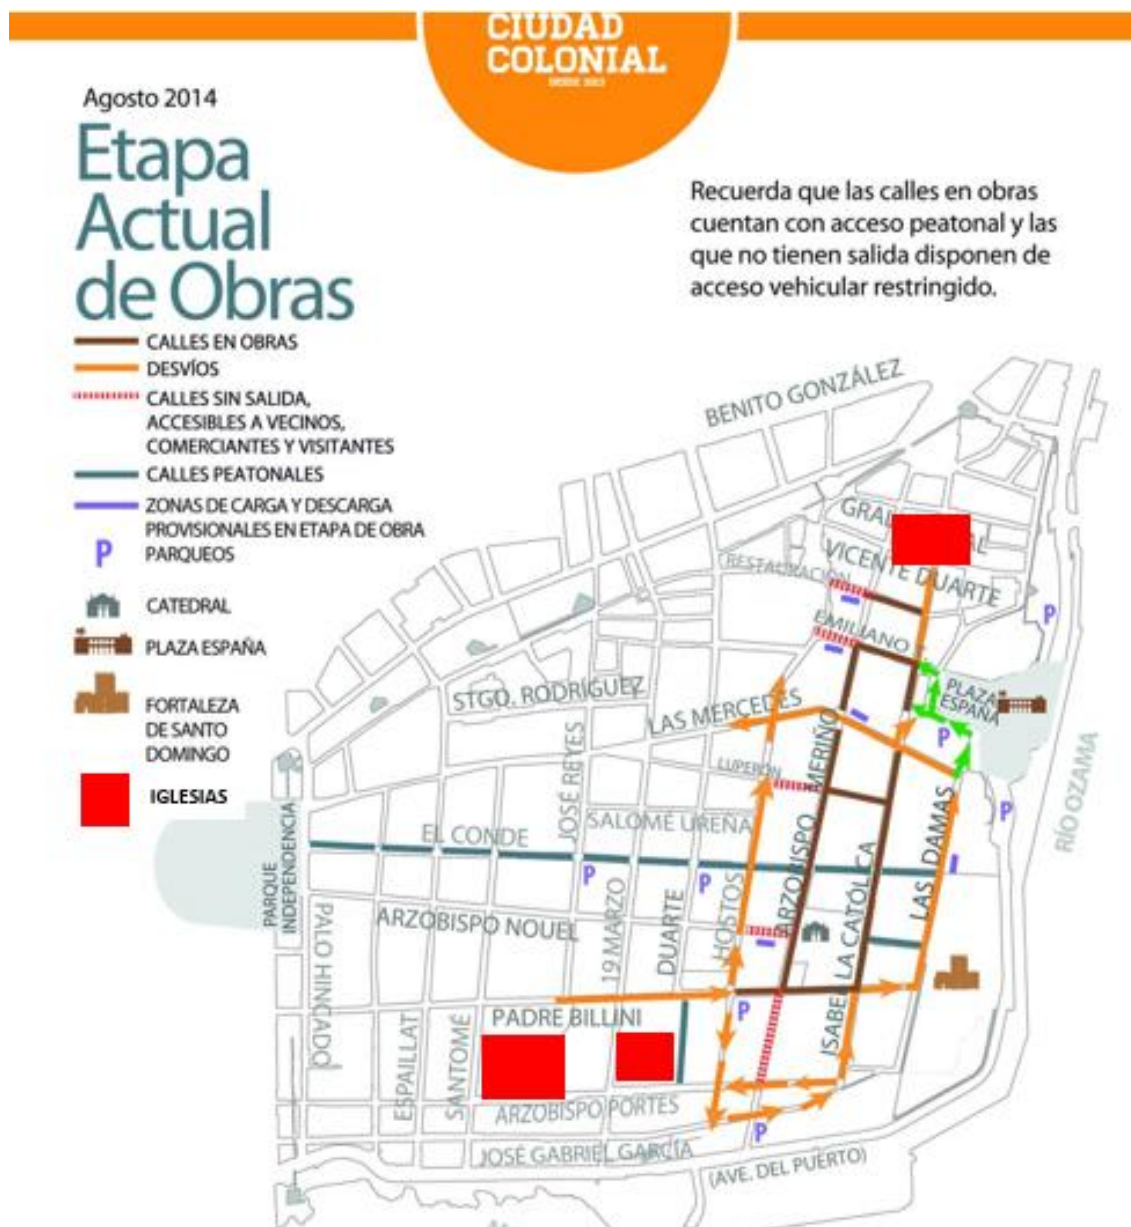 CIUDAD
COLONIAL
Agosto 2014
Etapa
Actual
de Obras
Recuerda que las calles en obras
cuentan con acceso peatonal y las
que no tienen salida disponen de
acceso vehicular restringido.
CALLES EN OBRAS
DESVÍOS
CALLES SIN SALIDA,
ACCESIBLES A VECINOS,
COMERCIANTES Y VISITANTES
CALLES PEATONALES
ZONAS DE CARGA Y DESCARGA
PROVISIONALES EN ETAPA DE OBRA
P PARQUEOS
CATEDRAL
PLAZA ESPAÑA
FORTALEZA
DE SANTO
DOMINGO
IGLESIAS
BENITO GONZÁLEZ
VICENTE DUARTE
RESTAURACIÓN
P
EMILIANO
STGO. RODRÍGUEZ
PLAZA
ESPAÑA
LAS MERCEDES
P
MERIÑO
LUPERÓN
JOSÉ REYES
RÍO OZAMA
P
SALOMÉ UREÑA
EL CONDE
ARZOBISPO
LAS DAMAS
PARQUE
INDEPENDENCIA
P
P
HOSTOS
ISABEL LA CATÓLICA
ARZOBISPO NOUEL
19 MARZO
DUARTE
PALO HINCADO
P
PADRE BILLINI
ESPAILLAT
SANTOMÉ
ARZOBISPO PORTES
P
JOSÉ GABRIEL GARCÍA
(AVE. DEL PUERTO)